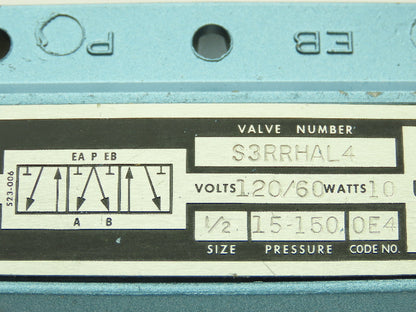 P EB
VALVE NUMBER
S3RRHAL4
EA P EB
VOLTS 120/60 WATTS 10
S23-006
A B
1/2 15-150 0E4
SIZE PRESSURE CODE NO.